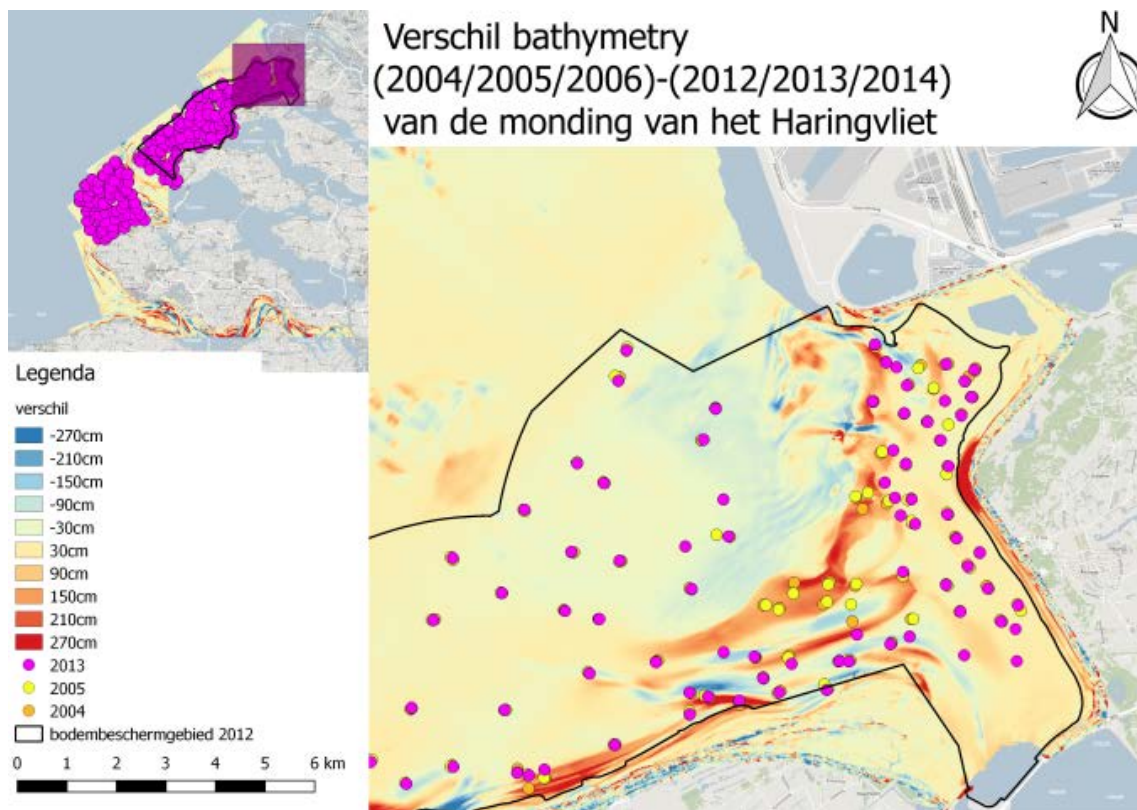 Verschil bathymetry
(2004/2005/2006)-(2012/2013/2014)
van de monding van het Haringvliet
N
Legenda
verschil
-270cm
-210cm
-150cm
-90cm
-30cm
30cm
90cm
150cm
210cm
270cm
2013
2005
2004
bodembeschermgebied 2012
0 1 2 3 4 5 6 km